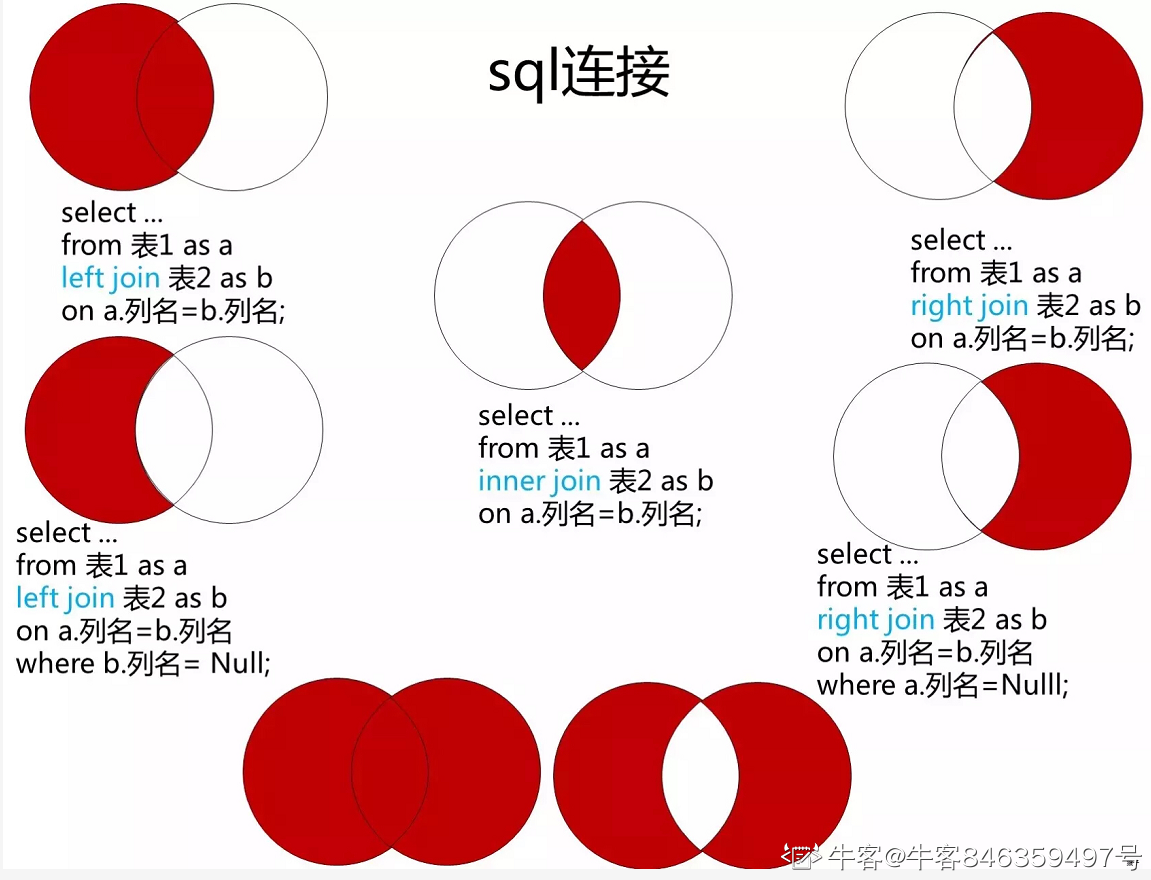 sql连接
select ...
from 表1 as a
left join 表2 as b
on a.列名=b.列名;
select ...
from 表1 as a
right join 表2 as b
on a.列名=b.列名;
select ...
from 表1 as a
inner join 表2 as b
on a.列名=b.列名;
select ...
from 表1 as a
left join 表2 as b
on a.列名=b.列名
where b.列名= Null;
select ...
from 表1 as a
right join 表2 as b
on a.列名=b.列名
where a.列名=Nulll;
牛客@牛客846359497号